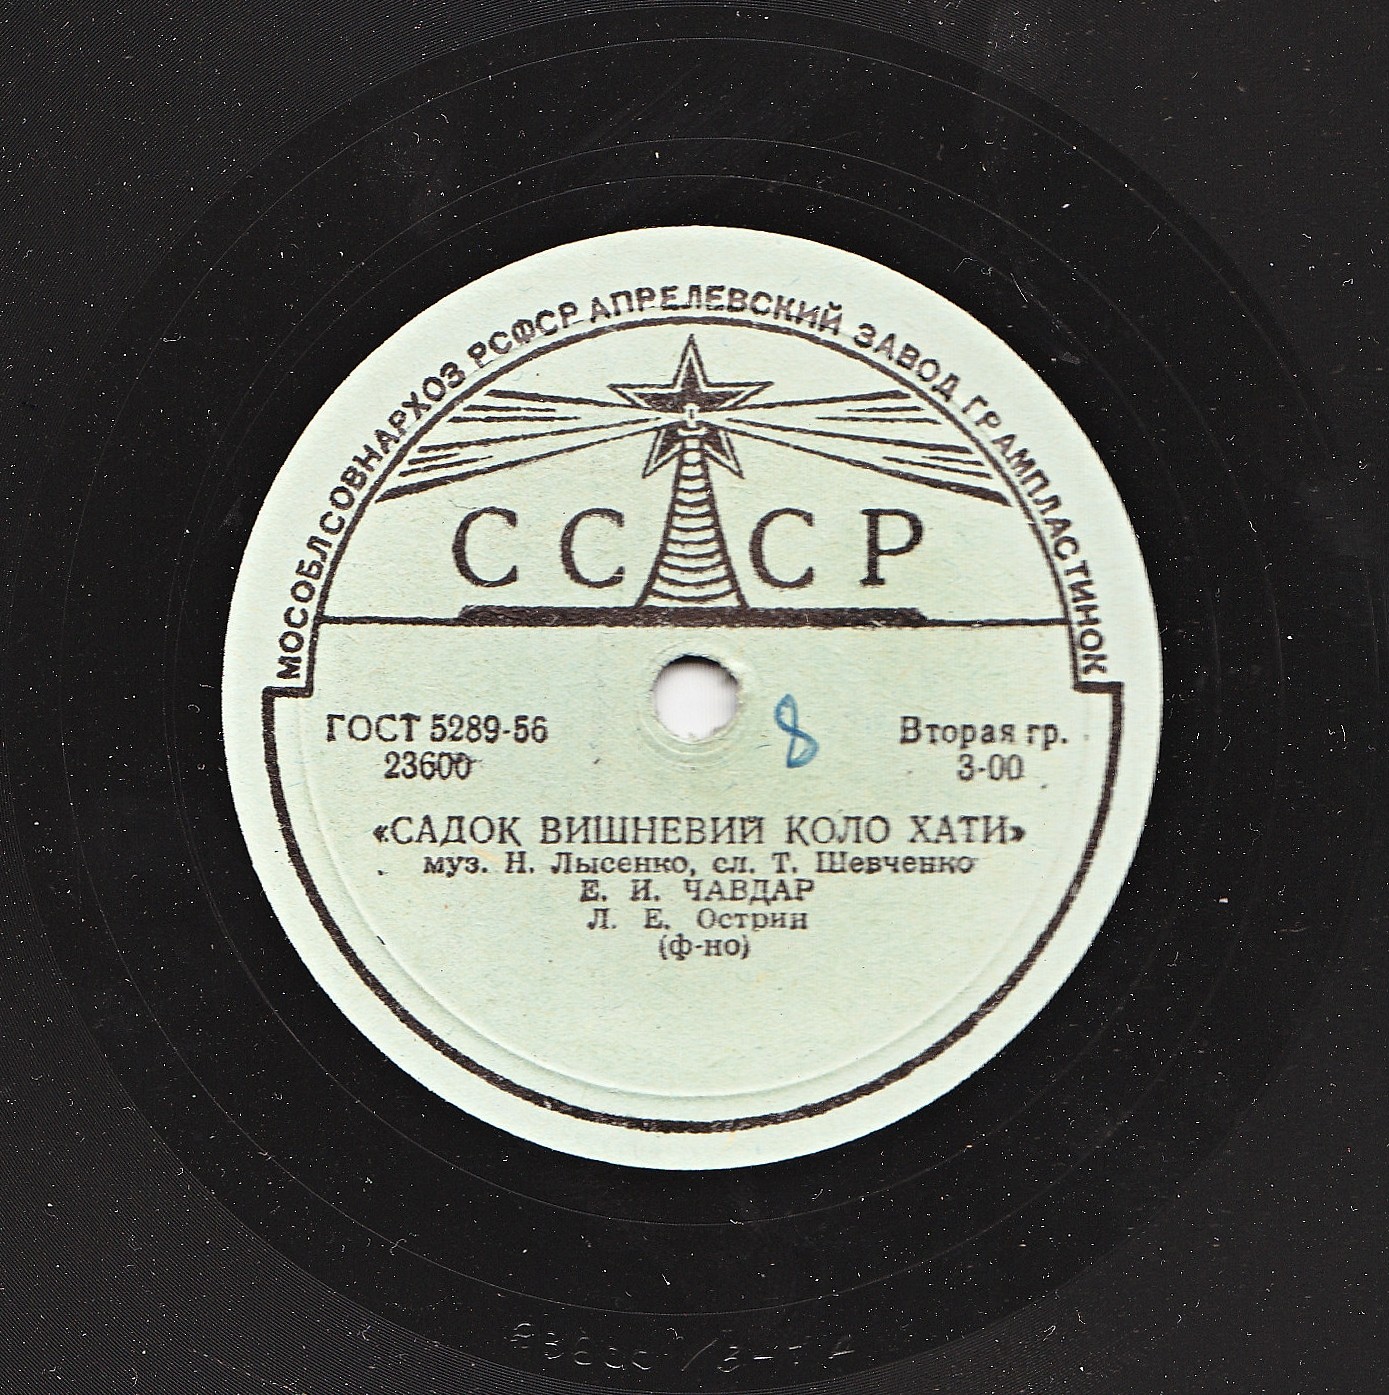 МОСОБЛСОВНАРХОЗ РСФСР АПРЕЛЕВСКИЙ ЗАВОД ГРАМПЛАСТИНОК
СССР
8
ГОСТ 5289-56 Вторая гр.
23600 3-00
«САДОК ВИШНЕВИЙ КОЛО ХАТИ»
муз. Н. Лысенко, сл. Т. Шевченко
Е. И. ЧАВДАР
Л. Е. Острин
(ф-но)